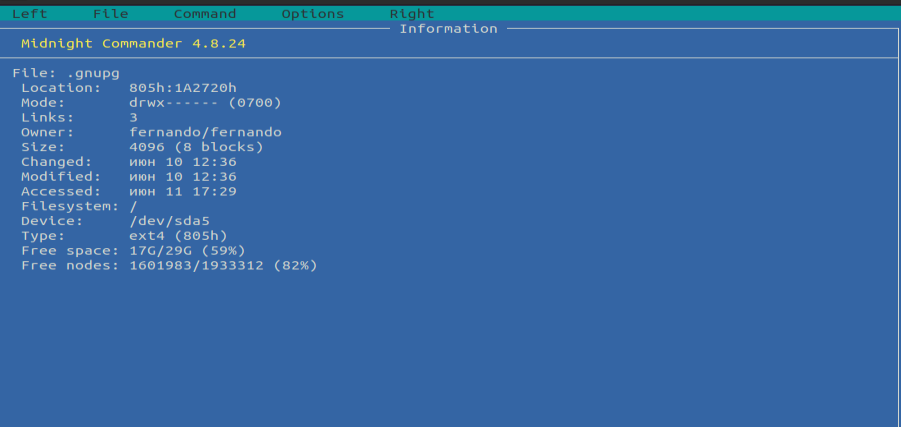 Left File Command Options Right
Information
Midnight Commander 4.8.24
File: .gnupg
Location: 805h:1A2720h
Mode: drwx------ (0700)
Links: 3
Owner: fernando/fernando
Size: 4096 (8 blocks)
Changed: июн 10 12:36
Modified: июн 10 12:36
Accessed: июн 11 17:29
Filesystem: /
Device: /dev/sda5
Type: ext4 (805h)
Free space: 17G/29G (59%)
Free nodes: 1601983/1933312 (82%)